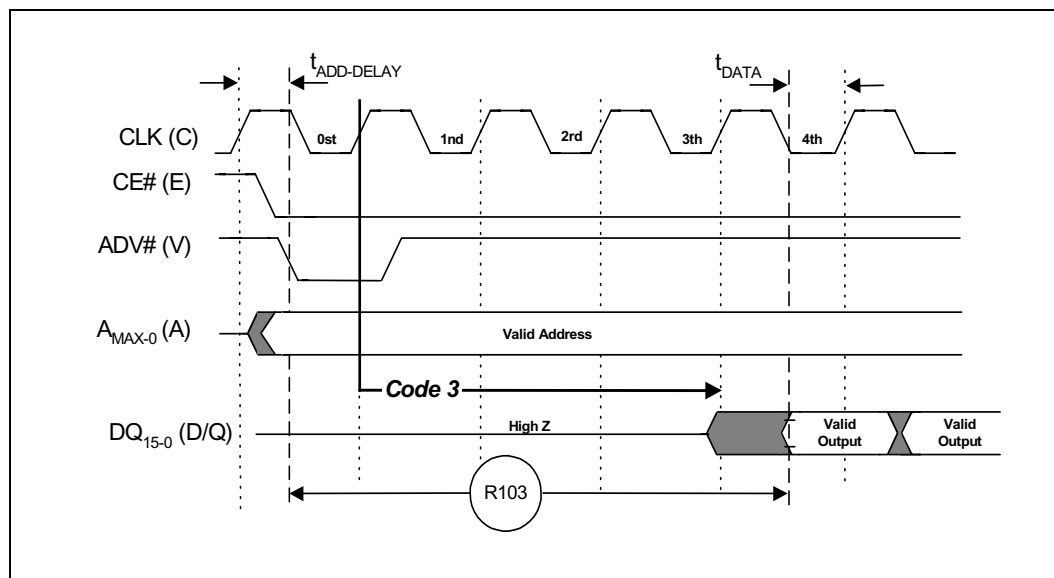 tADD-DELAY
tDATA
CLK (C)
0st
1nd
2rd
3th
4th
CE# (E)
ADV# (V)
AMAX-0 (A)
Valid Address
Code 3
DQ15-0 (D/Q)
High Z
Valid
Output
Valid
Output
R103